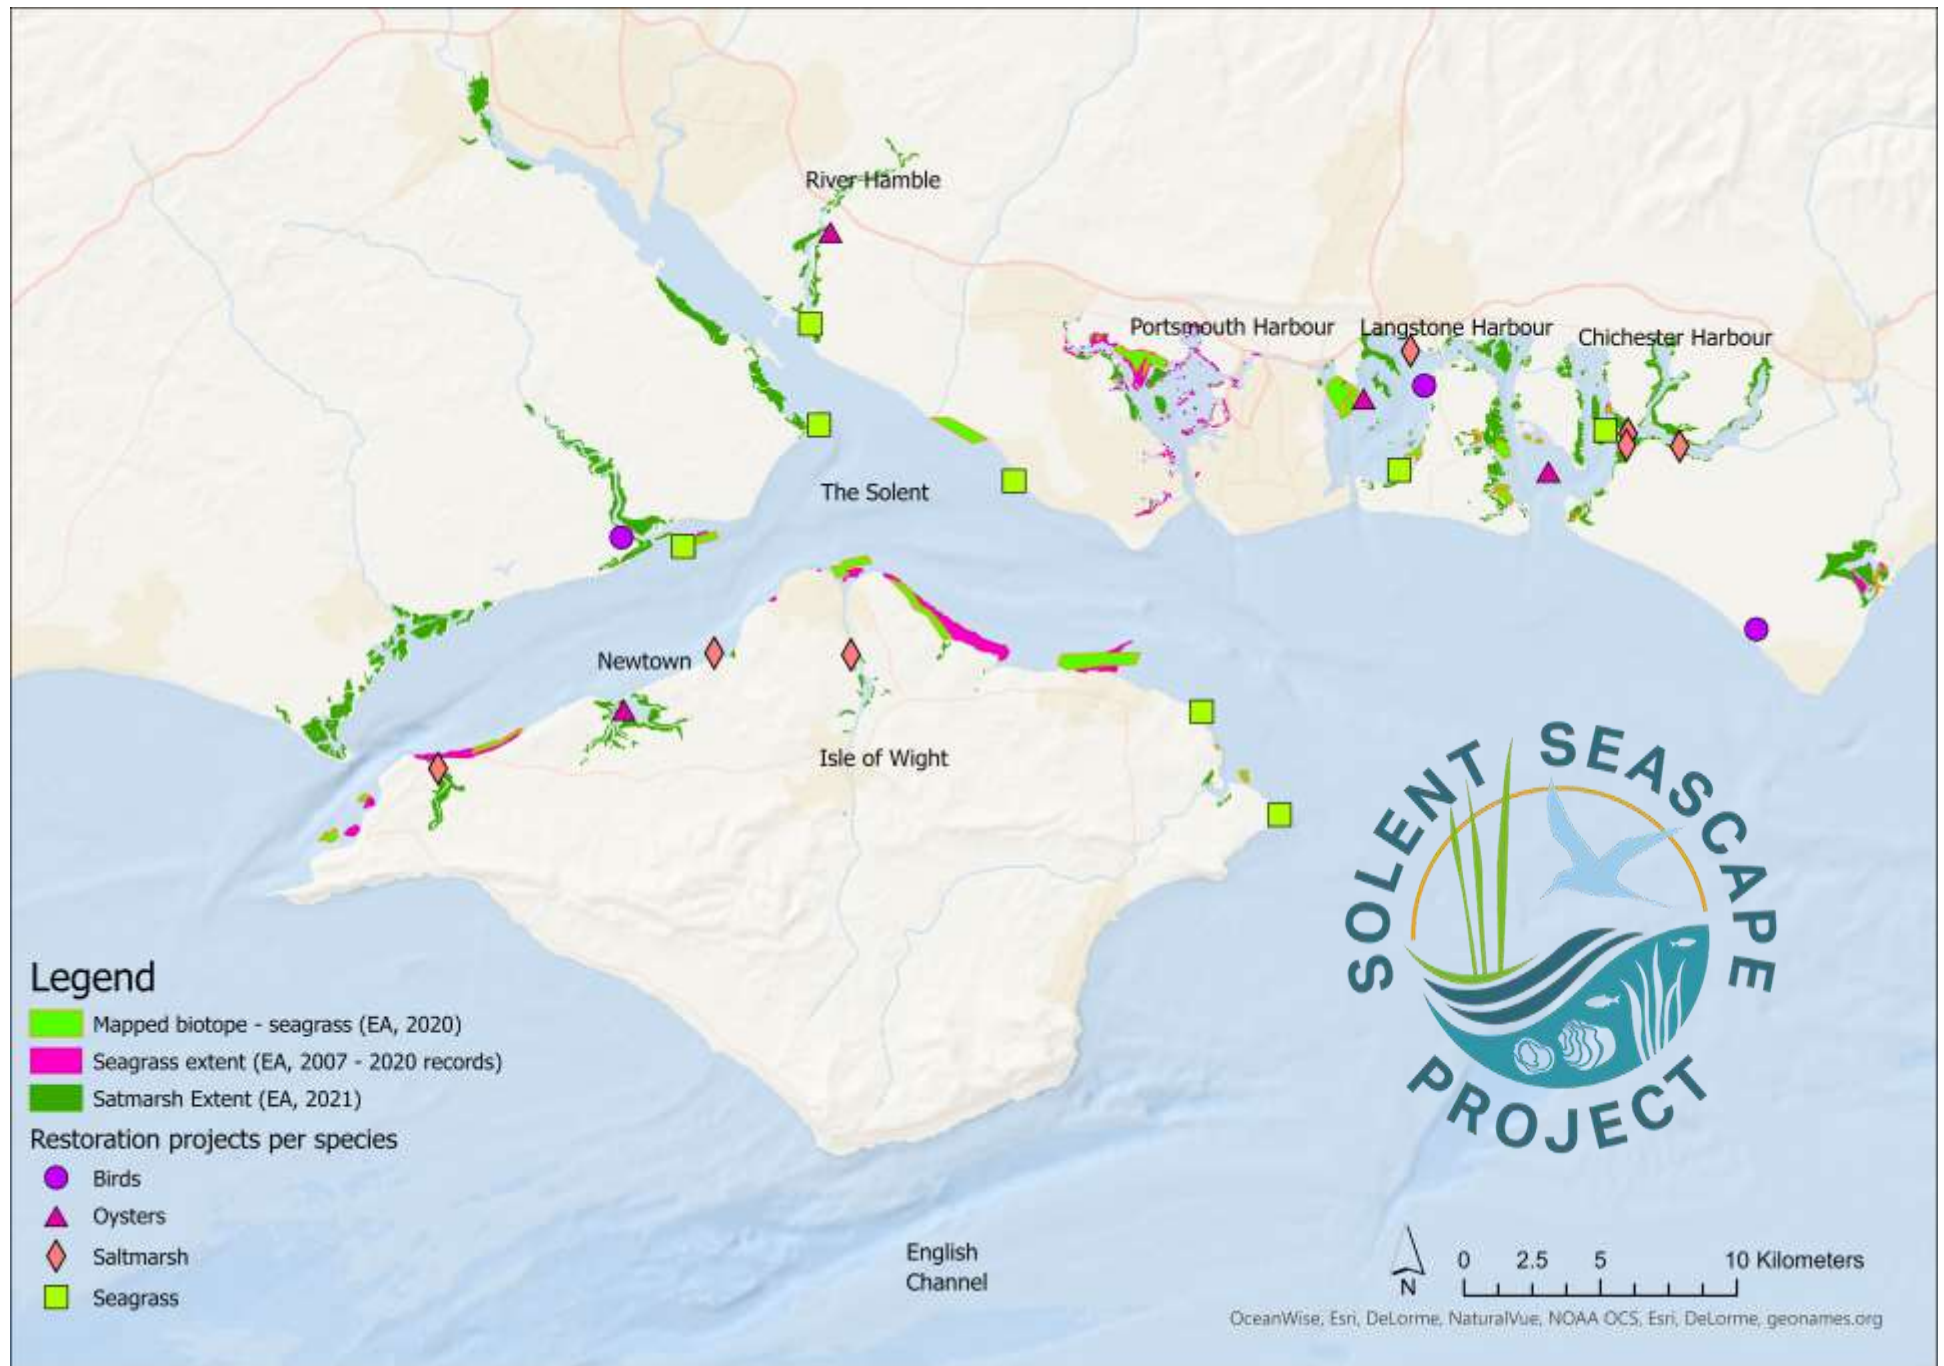 River Hamble
Portsmouth Harbour
Langstone Harbour
Chichester Harbour
The Solent
Newtown
Isle of Wight
SOLENT SEASCAPE
PROJECT
Legend
Mapped biotope - seagrass (EA, 2020)
Seagrass extent (EA, 2007 - 2020 records)
Satmarsh Extent (EA, 2021)
Restoration projects per species
Birds
Oysters
Saltmarsh
Seagrass
English
Channel
N
0 2.5 5 10 Kilometers
OceanWise, Esri, DeLorme, NaturalVue, NOAA OCS, Esri, DeLorme, geonames.org